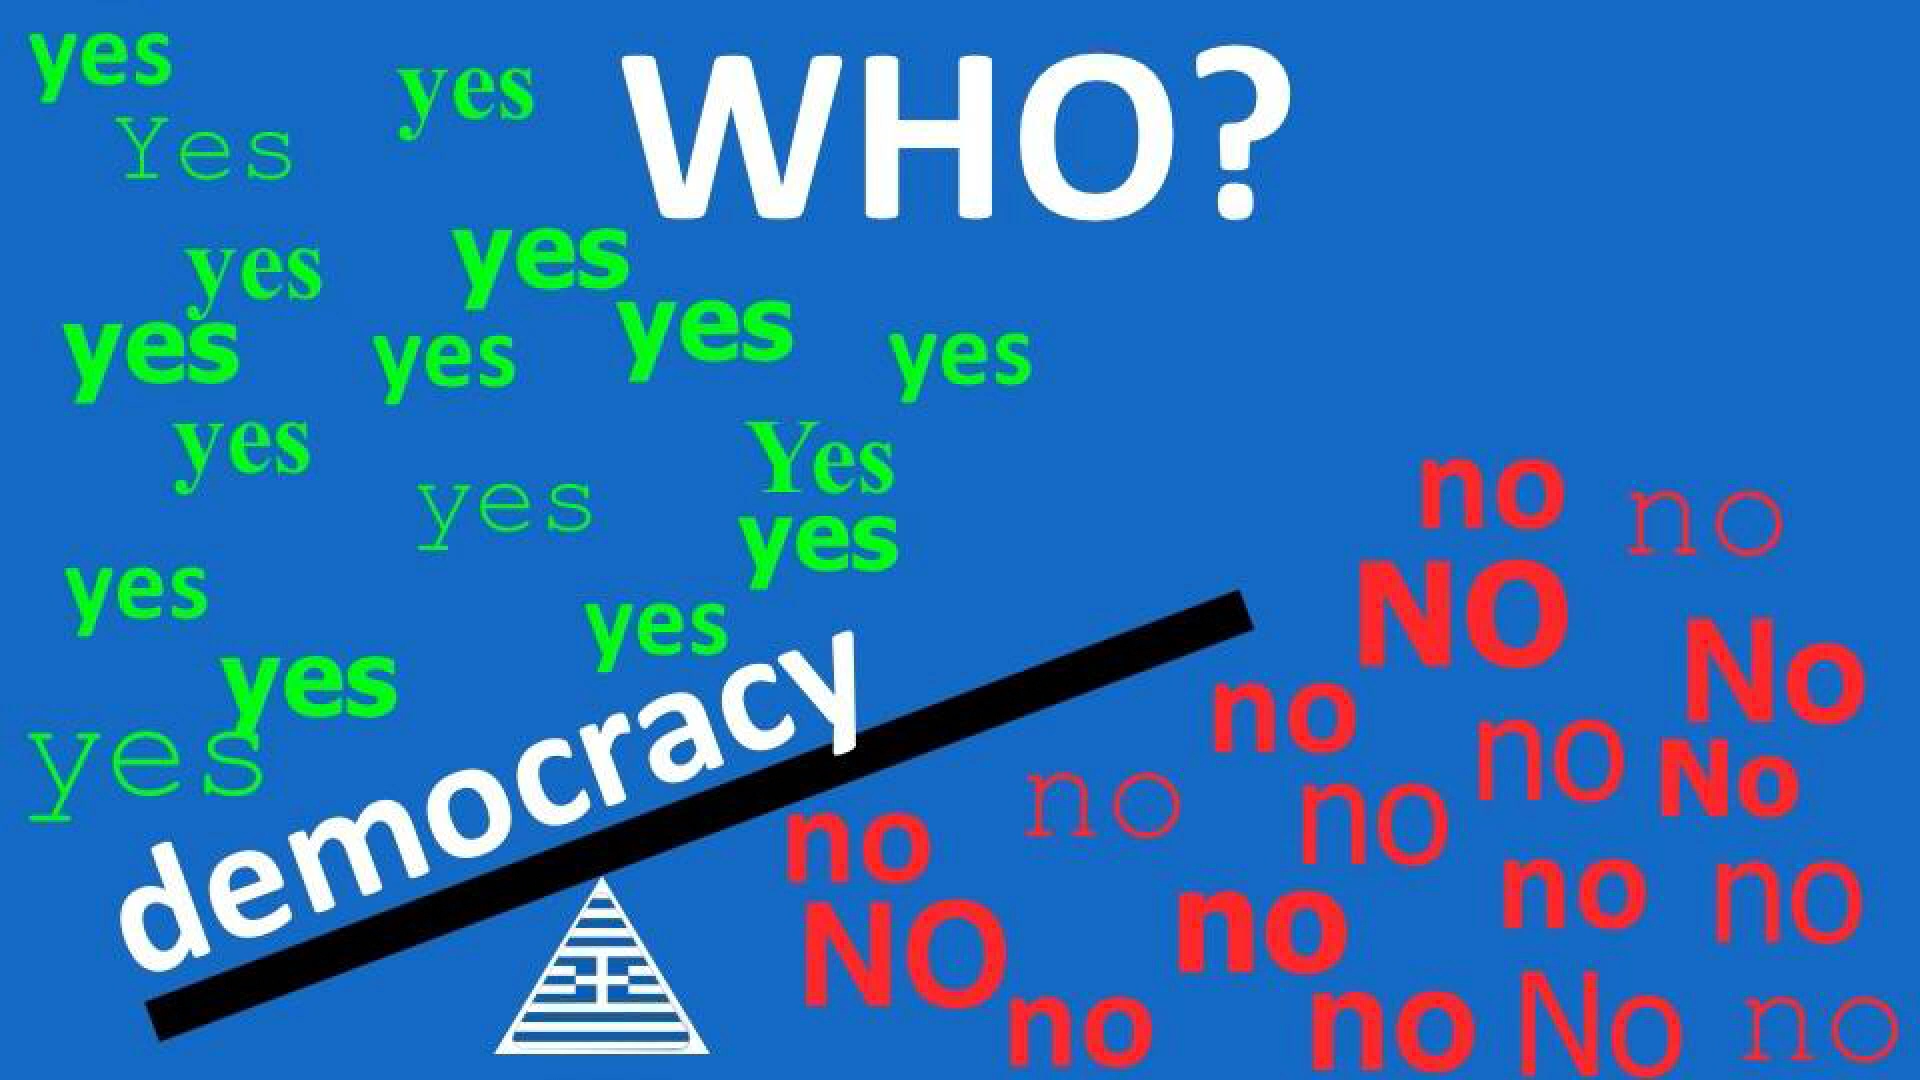 yes
yes
WHO?
Yes
yes
yes
yes
yes
yes
yes
yes
Yes
yes
yes
yes
yes
yes
yes
democracy
no
no
NO
No
no
no
No
no
no
no
no
no
NO
no
no
no
No
no